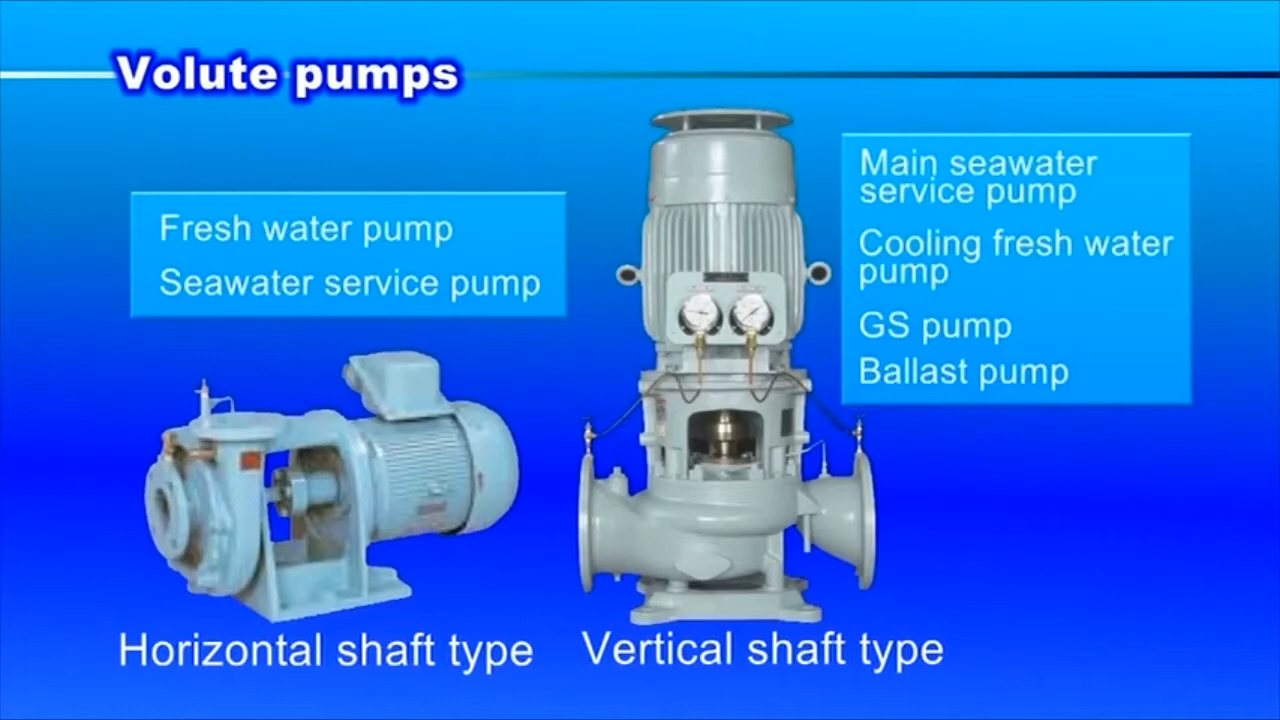 Volute pumps
Fresh water pump
Seawater service pump
Main seawater
service pump
Cooling fresh water
pump
GS pump
Ballast pump
Horizontal shaft type
Vertical shaft type